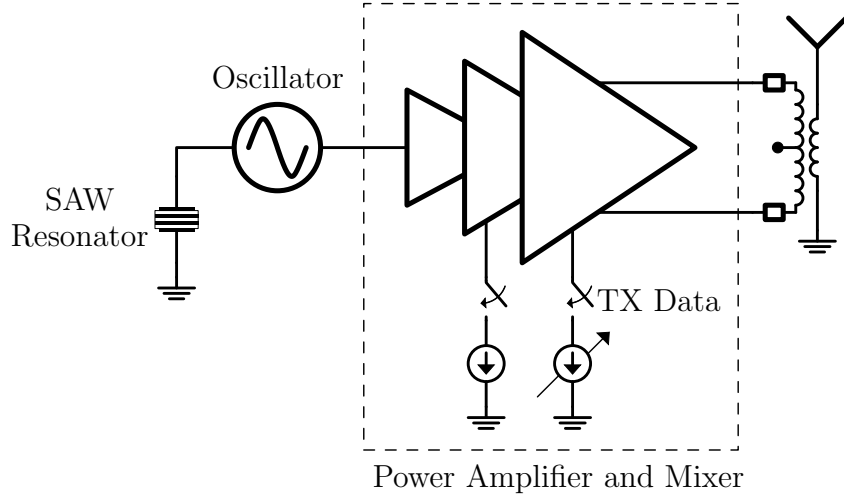 Oscillator
SAW
Resonator
TX Data
Power Amplifier and Mixer